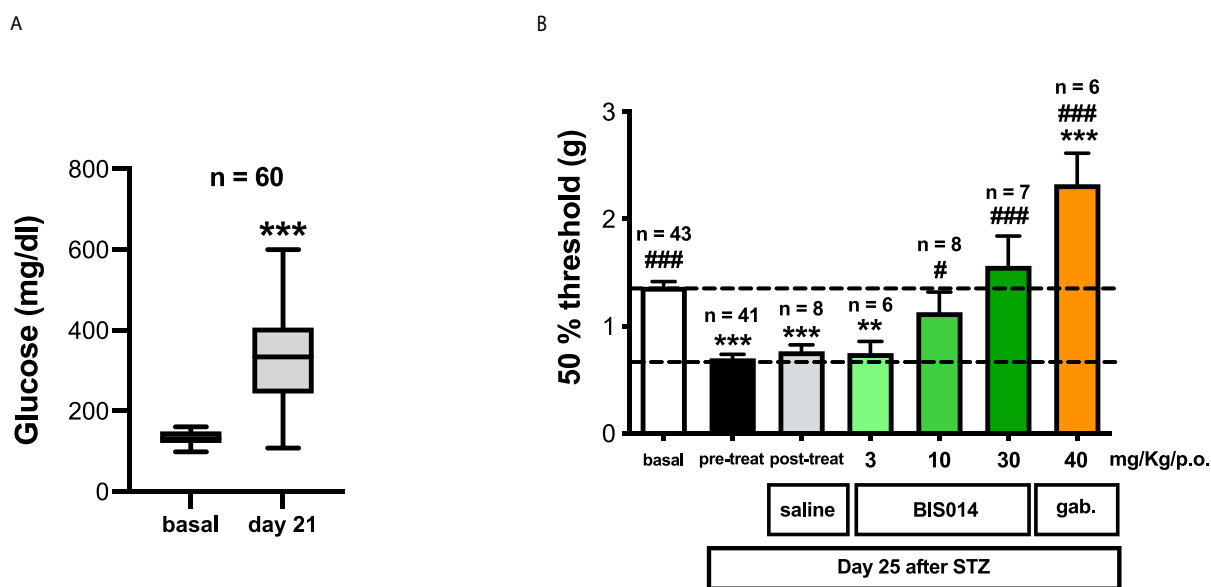 A
Glucose (mg/dl)
800
600
400
200
0
n = 60
***
basal
day 21
B
50 % threshold (g)
3
2
1
0
n = 43
###
n = 41
***
n = 8
***
n = 6
**
n = 8
#
n = 7
###
n = 6
###
***
basal
pre-treat
post-treat
3
10
30
40
mg/Kg/p.o.
saline
BIS014
gab.
Day 25 after STZ